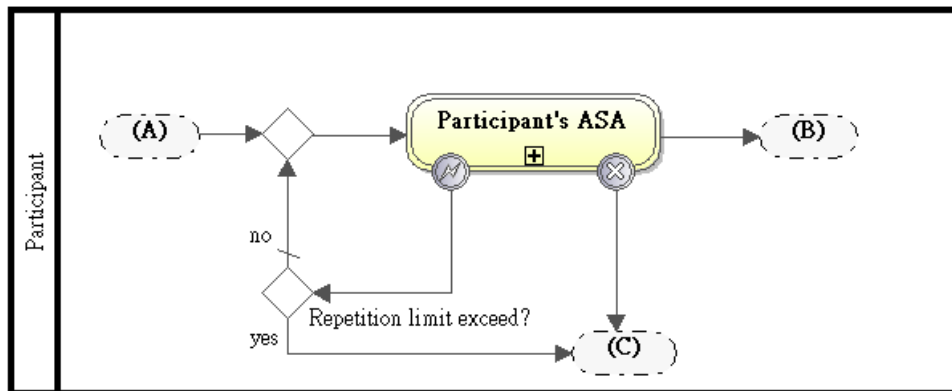 Participant
(A)
Participant's ASA
(B)
no
Repetition limit exceed?
yes
(C)